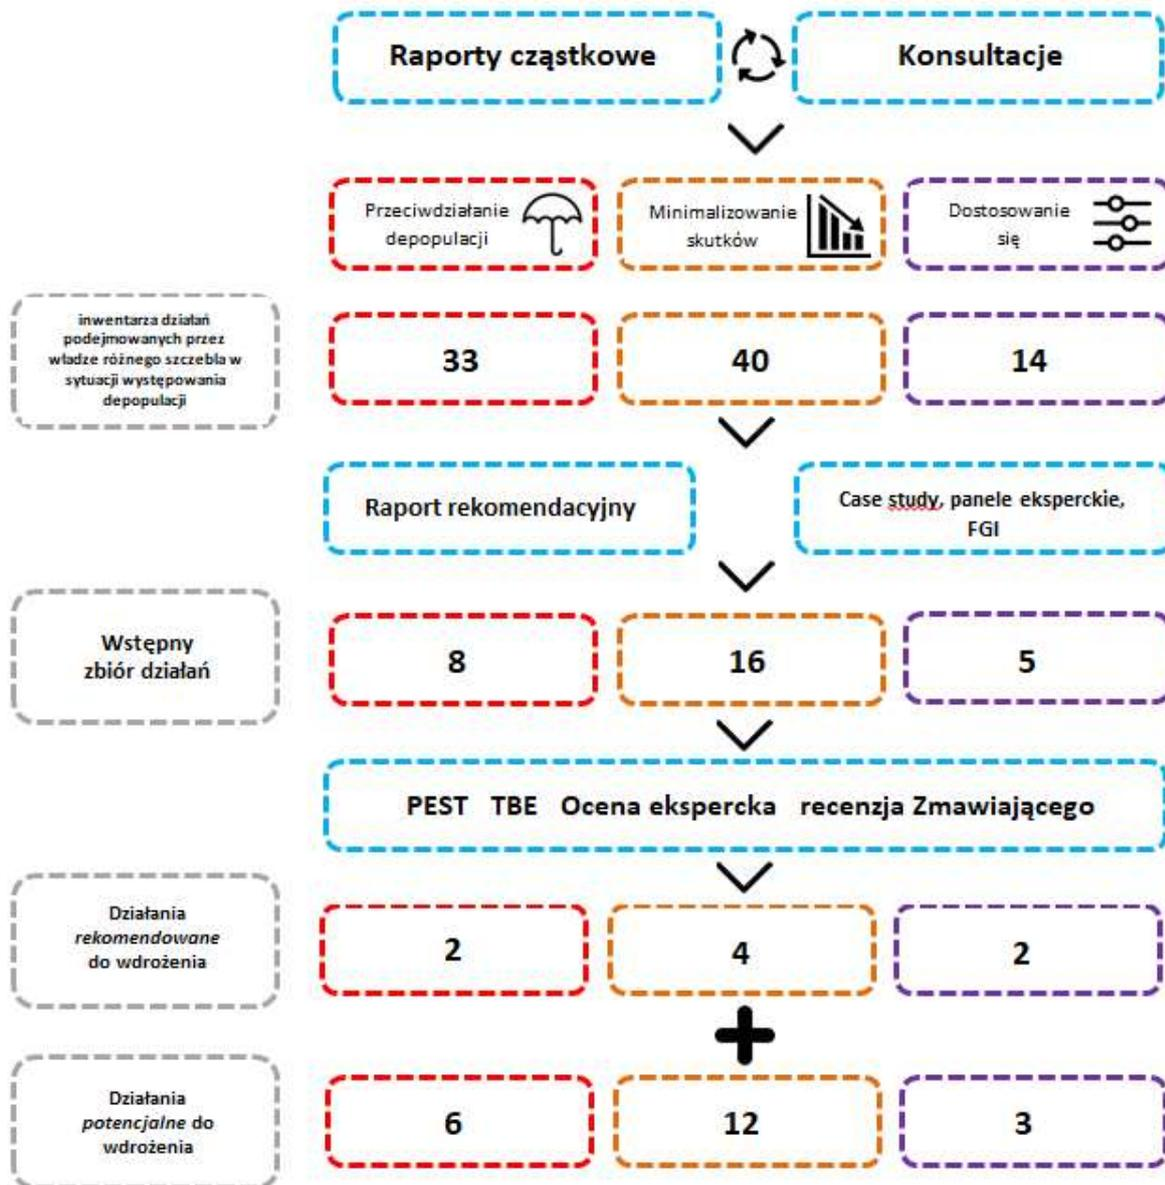 Raporty cząstkowe
Konsultacje
Przeciwdziałanie
depopulacji
Minimalizowanie
skutków
Dostosowanie
się
inwentarza działań
podejmowanych przez
władze różnego szczebla w
sytuacji występowania
depopulacji
33
40
14
Raport rekomendacyjny
Case study, panele eksperckie,
FGI
Wstępny
zbiór działań
8
16
5
PEST TBE Ocena ekspercka recenzja Zmawiającego
Działania
rekomendowane
do wdrożenia
2
4
2
Działania
potencjalne do
wdrożenia
6
12
3